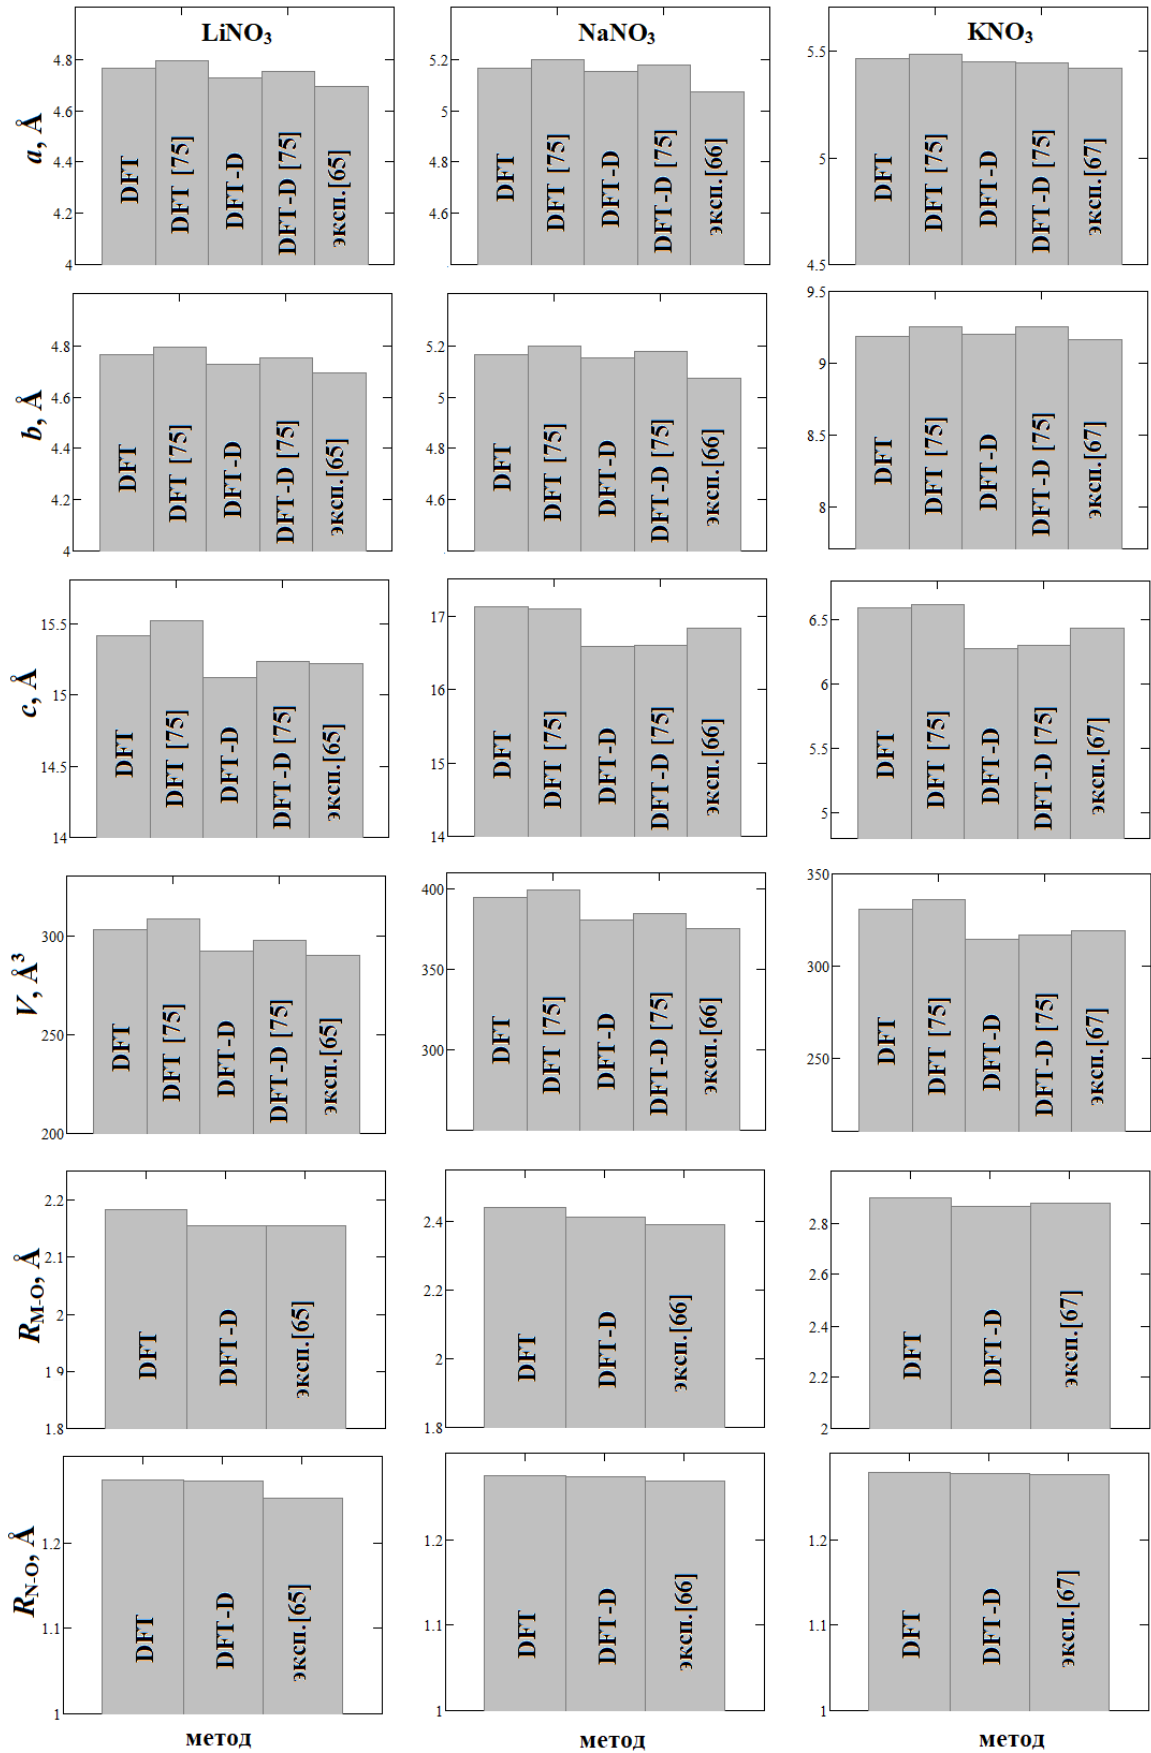 LiNO3 NaNO3 KNO3
a, Å
4.8
4.6
4.4
4.2
4
DFT
DFT [75]
DFT-D
DFT-D [75]
эксп.[65]
5.2
5
4.8
4.6
DFT
DFT [75]
DFT-D
DFT-D [75]
эксп.[66]
5.5
5
4.5
DFT
DFT [75]
DFT-D
DFT-D [75]
эксп.[67]
b, Å
4.8
4.6
4.4
4.2
4
DFT
DFT [75]
DFT-D
DFT-D [75]
эксп.[65]
5.2
5
4.8
4.6
DFT
DFT [75]
DFT-D
DFT-D [75]
эксп.[66]
9.5
9
8.5
8
DFT
DFT [75]
DFT-D
DFT-D [75]
эксп.[67]
c, Å
15.5
15
14.5
14
DFT
DFT [75]
DFT-D
DFT-D [75]
эксп.[65]
17
16
15
14
DFT
DFT [75]
DFT-D
DFT-D [75]
эксп.[66]
6.5
6
5.5
5
DFT
DFT [75]
DFT-D
DFT-D [75]
эксп.[67]
V, Å3
300
250
200
DFT
DFT [75]
DFT-D
DFT-D [75]
эксп.[65]
400
350
300
DFT
DFT [75]
DFT-D
DFT-D [75]
эксп.[66]
350
300
250
DFT
DFT [75]
DFT-D
DFT-D [75]
эксп.[67]
RM-O, Å
2.2
2.1
2
1.9
1.8
DFT
DFT-D
эксп.[65]
2.4
2.2
2
1.8
DFT
DFT-D
эксп.[66]
2.8
2.6
2.4
2.2
2
DFT
DFT-D
эксп.[67]
RN-O, Å
1.2
1.1
1
DFT
DFT-D
эксп.[65]
1.2
1.1
1
DFT
DFT-D
эксп.[66]
1.2
1.1
1
DFT
DFT-D
эксп.[67]
метод метод метод